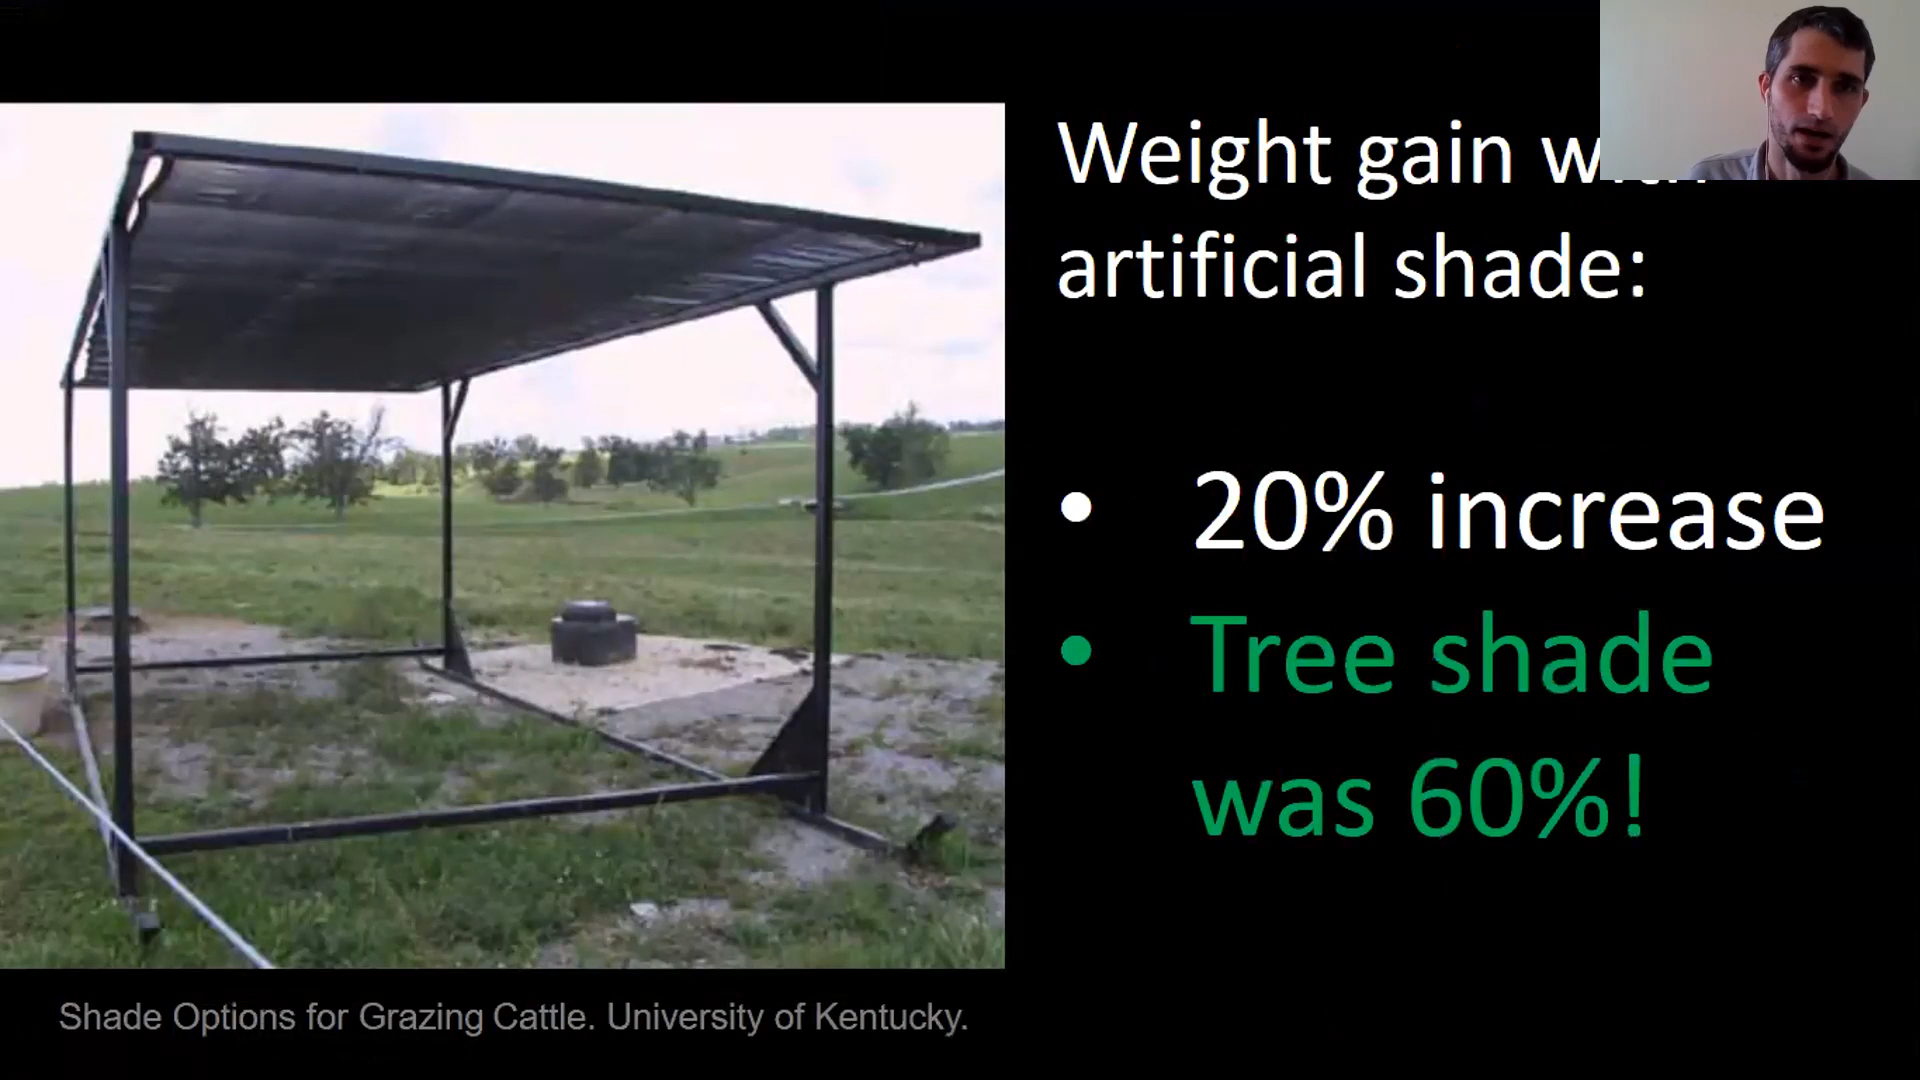 Weight gain
artificial shade:
• 20% increase
• Tree shade
was 60%!
Shade Options for Grazing Cattle. University of Kentucky.